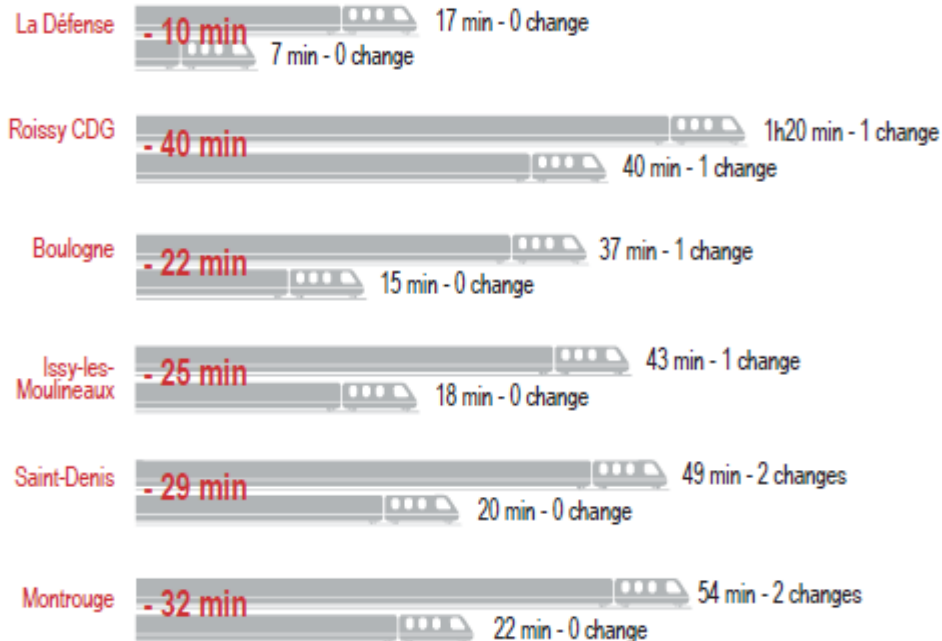 La Défense
- 10 min
17 min - 0 change
7 min - 0 change
Roissy CDG
- 40 min
1h20 min - 1 change
40 min - 1 change
Boulogne
- 22 min
37 min - 1 change
15 min - 0 change
Issy-les-
Moulineaux
- 25 min
43 min - 1 change
18 min - 0 change
Saint-Denis
- 29 min
49 min - 2 changes
20 min - 0 change
Montrouge
- 32 min
54 min - 2 changes
22 min - 0 change